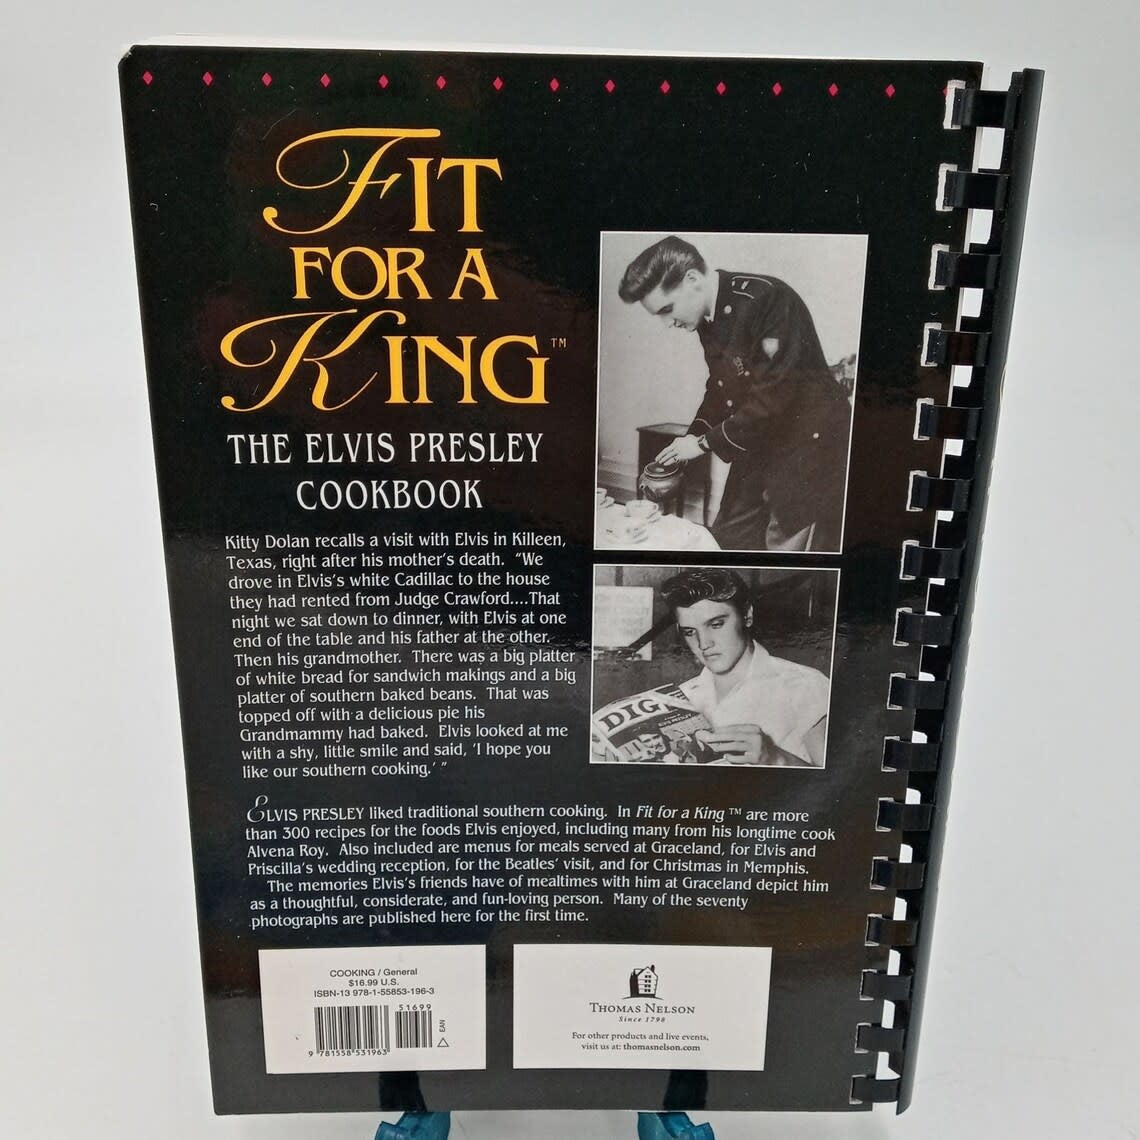 FIT
FOR A
KING™
THE ELVIS PRESLEY
COOKBOOK
Kitty Dolan recalls a visit with Elvis in Killeen,
Texas, right after his mother's death. "We
drove in Elvis's white Cadillac to the house
they had rented from Judge Crawford....That
night we sat down to dinner, with Elvis at one
end of the table and his father at the other.
Then his grandmother. There was a big platter
of white bread for sandwich makings and a big
platter of southern baked beans. That was
topped off with a delicious pie his
Grandmammy had baked. Elvis looked at me
with a shy, little smile and said, 'I hope you
like our southern cooking.' "
DIG
ELVIS PRESLEY
ELVIS PRESLEY liked traditional southern cooking. In Fit for a King ™ are more
than 300 recipes for the foods Elvis enjoyed, including many from his longtime cook
Alvena Roy. Also included are menus for meals served at Graceland, for Elvis and
Priscilla's wedding reception, for the Beatles' visit, and for Christmas in Memphis.
The memories Elvis's friends have of mealtimes with him at Graceland depict him
as a thoughtful, considerate, and fun-loving person. Many of the seventy
photographs are published here for the first time.
COOKING / General
$16.99 U.S.
ISBN-13 978-1-55853-196-3
51699
EAN
9 781558 531963
THOMAS NELSON
Since 1798
For other products and live events,
visit us at: thomasnelson.com